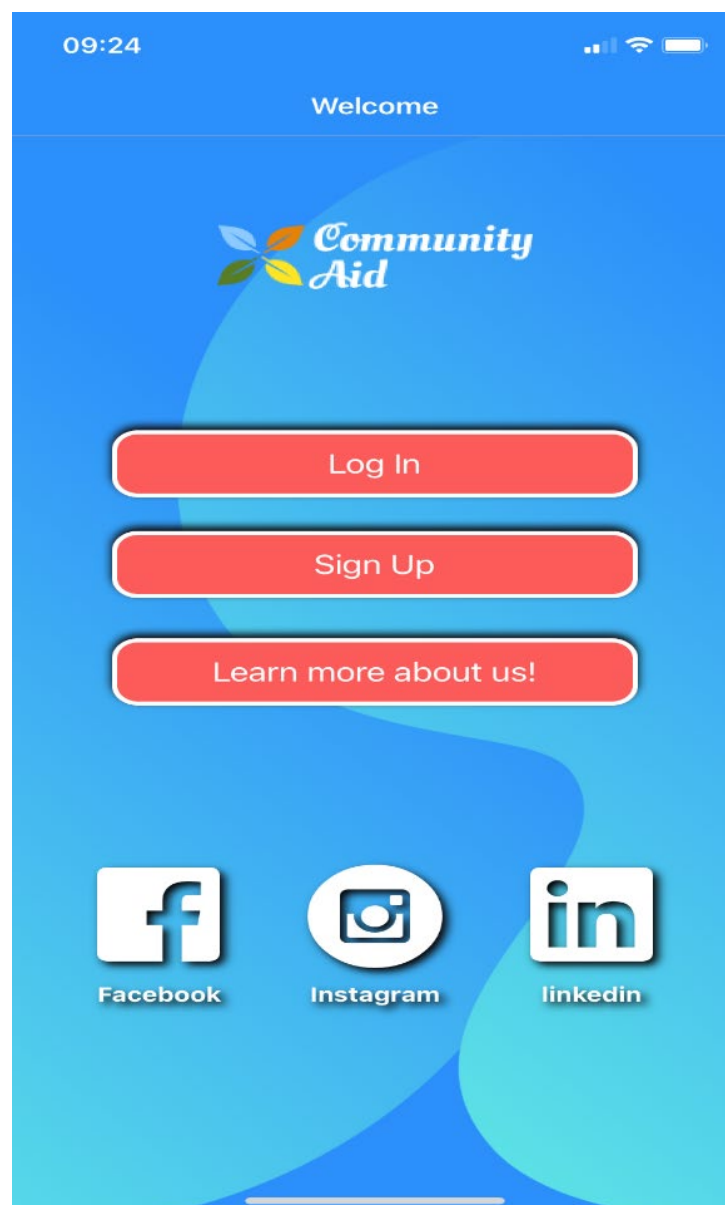 09:24
Welcome
Community
Aid
Log In
Sign Up
Learn more about us!
Facebook
Instagram
linkedin